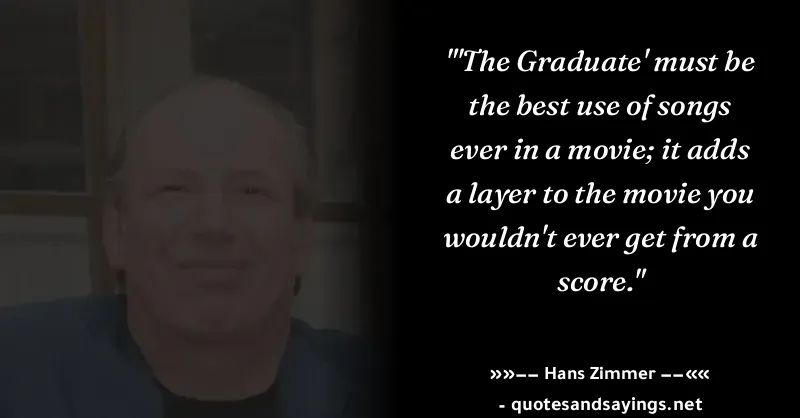 "'The Graduate' must be
the best use of songs
ever in a movie; it adds
a layer to the movie you
wouldn't ever get from a
score."
»»−− Hans Zimmer −−««
- quotesandsayings.net